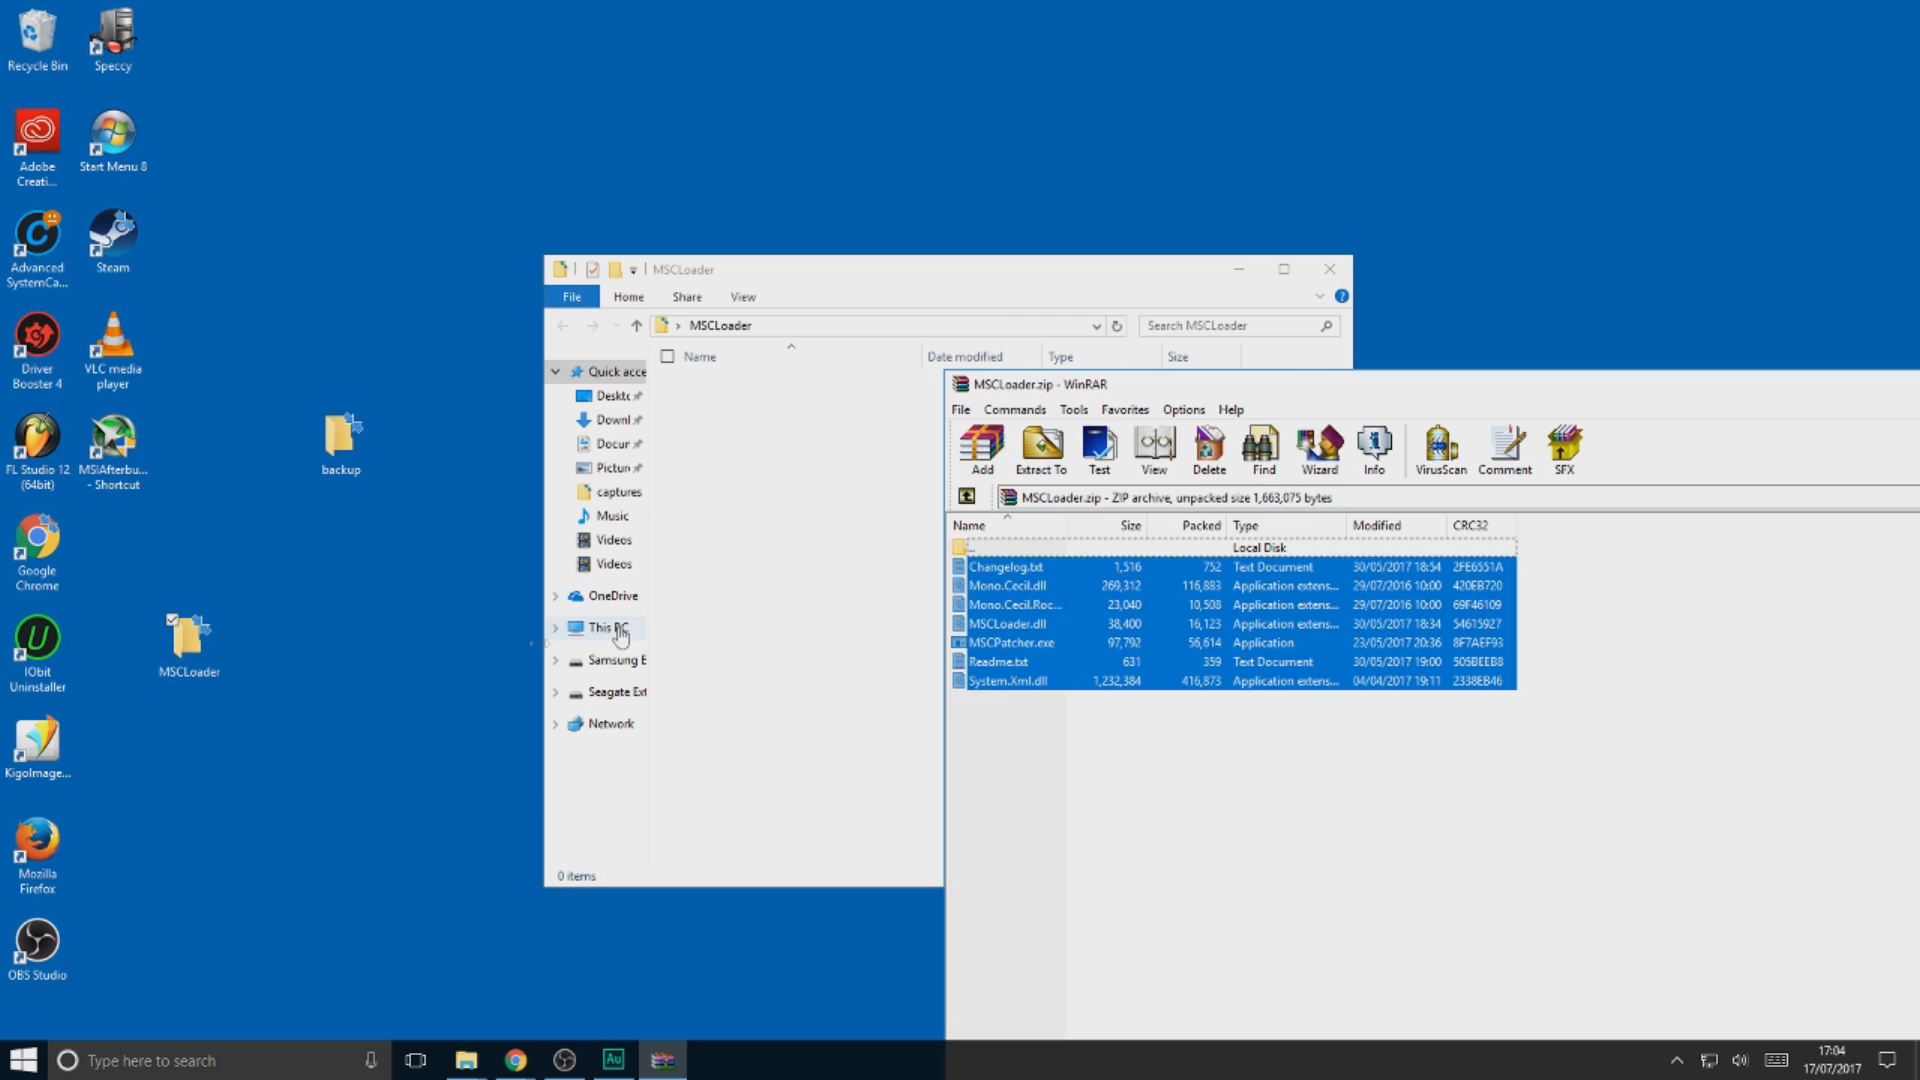 Recycle Bin
Speccy
Adobe
Creati...
Start Menu 8
Advanced
SystemCa...
Steam
Driver
Booster 4
VLC media
player
FL Studio 12
(64bit)
MSIAfterbu...
- Shortcut
backup
Google
Chrome
IObit
Uninstaller
MSCLoader
KigoImage...
Mozilla
Firefox
OBS Studio
MSCLoader
File
Home
Share
View
MSCLoader
Search MSCLoader
Name
Date modified
Type
Size
Quick acce
Deskto
Downl
Docur
Pictur
captures
Music
Videos
Videos
OneDrive
This PC
Samsung E
Seagate Ext
Network
0 items
MSCLoader.zip - WinRAR
File Commands Tools Favorites Options Help
Add
Extract To
Test
View
Delete
Find
Wizard
Info
VirusScan
Comment
SFX
MSCLoader.zip - ZIP archive, unpacked size 1,663,075 bytes
Name Size Packed Type Modified CRC32
.. Local Disk
Changelog.txt 1,516 752 Text Document 30/05/2017 18:54 2FE6551A
Mono.Cecil.dll 269,312 116,883 Application extens... 29/07/2016 10:00 420EB720
Mono.Cecil.Roc... 23,040 10,508 Application extens... 29/07/2016 10:00 69F46109
MSCLoader.dll 38,400 16,123 Application extens... 30/05/2017 18:34 54615927
MSCPatcher.exe 97,792 56,614 Application 23/05/2017 20:36 8F7AEF93
Readme.txt 631 359 Text Document 30/05/2017 19:00 505BEEB8
System.Xml.dll 1,232,384 416,873 Application extens... 04/04/2017 19:11 2338EB46
Type here to search
Au
17:04
17/07/2017